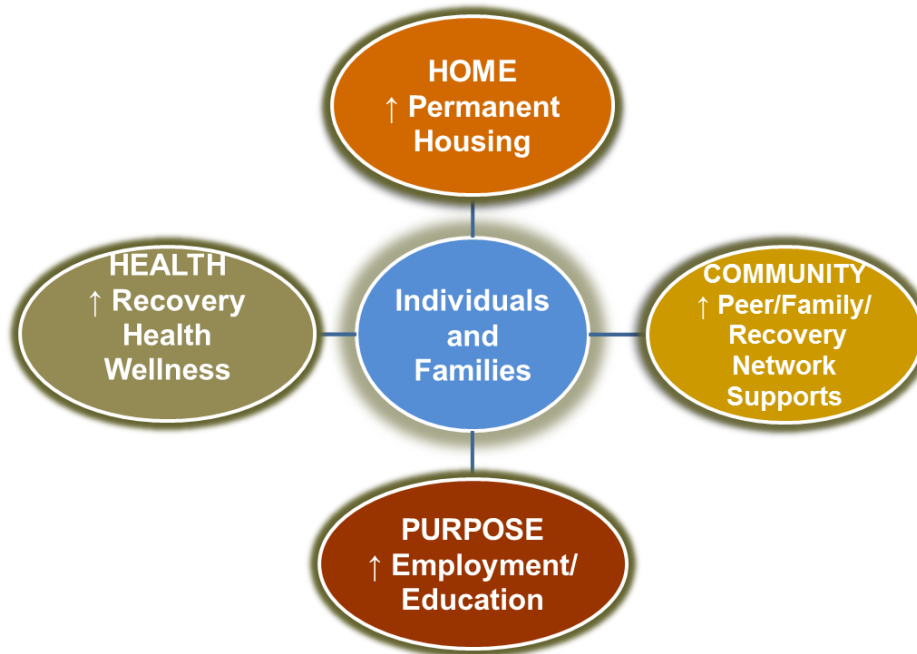 HOME
↑ Permanent
Housing
HEALTH
↑ Recovery
Health
Wellness
Individuals
and
Families
COMMUNITY
↑ Peer/Family/
Recovery
Network
Supports
PURPOSE
↑ Employment/
Education